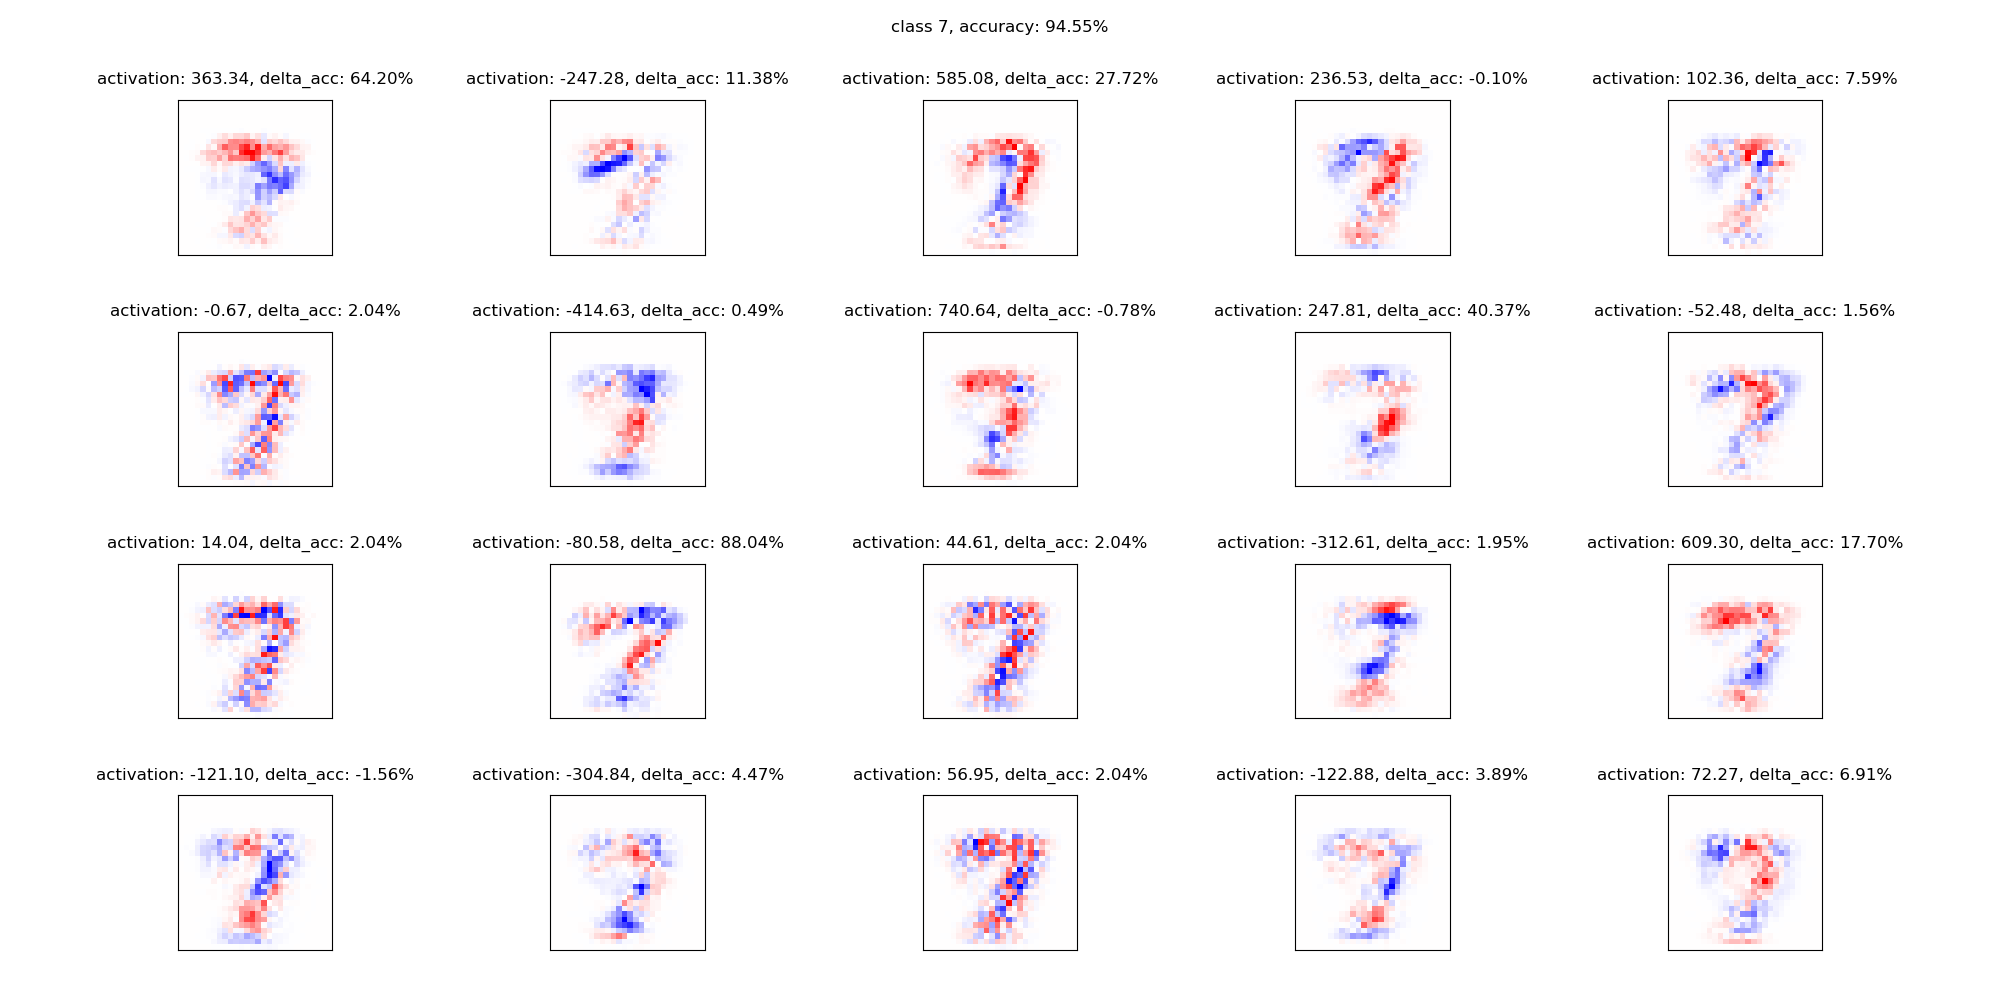 class 7, accuracy: 94.55%
activation: 363.34, delta_acc: 64.20%
activation: -247.28, delta_acc: 11.38%
activation: 585.08, delta_acc: 27.72%
activation: 236.53, delta_acc: -0.10%
activation: 102.36, delta_acc: 7.59%
activation: -0.67, delta_acc: 2.04%
activation: -414.63, delta_acc: 0.49%
activation: 740.64, delta_acc: -0.78%
activation: 247.81, delta_acc: 40.37%
activation: -52.48, delta_acc: 1.56%
activation: 14.04, delta_acc: 2.04%
activation: -80.58, delta_acc: 88.04%
activation: 44.61, delta_acc: 2.04%
activation: -312.61, delta_acc: 1.95%
activation: 609.30, delta_acc: 17.70%
activation: -121.10, delta_acc: -1.56%
activation: -304.84, delta_acc: 4.47%
activation: 56.95, delta_acc: 2.04%
activation: -122.88, delta_acc: 3.89%
activation: 72.27, delta_acc: 6.91%